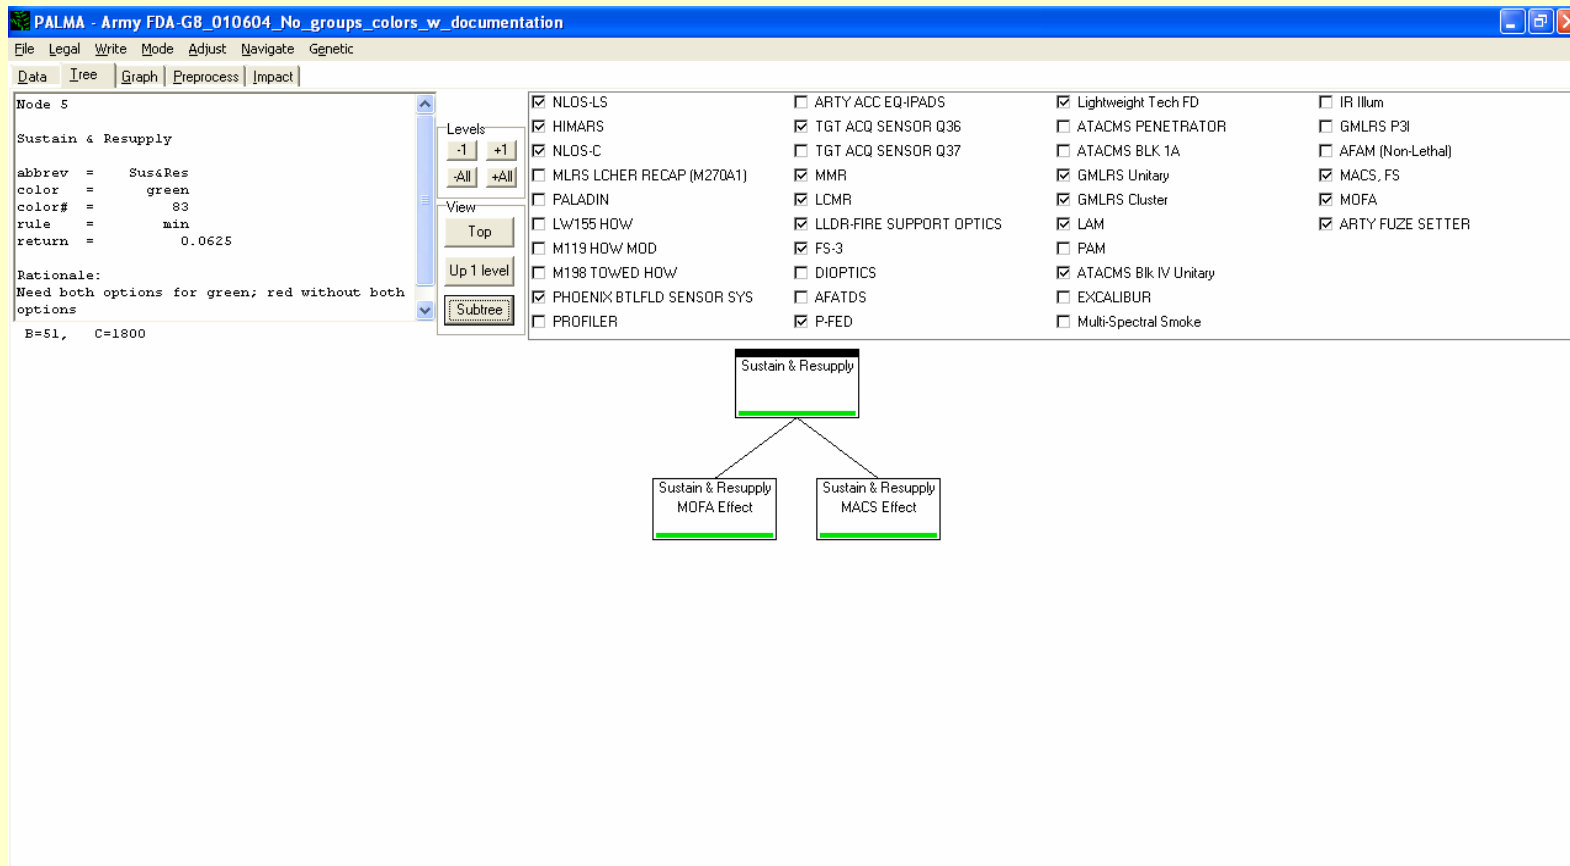 PALMA - Army FDA-G8_010604_No_groups_colors_w_documentation
File Legal Write Mode Adjust Navigate Genetic
Data Tree Graph Preprocess Impact
Node 5
Sustain & Resupply
abbrev = Sus&Res
color = green
color# = 83
rule = min
return = 0.0625
Rationale:
Need both options for green; red without both
options
B=51, C=1800
Levels
-1 +1
-All +All
View
Top
Up 1 level
Subtree
NLOS-LS
HIMARS
NLOS-C
MLRS LCHER RECAP (M270A1)
PALADIN
LW155 HOW
M119 HOW MOD
M198 TOWED HOW
PHOENIX BTLFLD SENSOR SYS
PROFILER
ARTY ACC EQ-IPADS
TGT ACQ SENSOR Q36
TGT ACQ SENSOR Q37
MMR
LCMR
LLDR-FIRE SUPPORT OPTICS
FS-3
DIOPTICS
AFATDS
P-FED
Lightweight Tech FD
ATACMS PENETRATOR
ATACMS BLK 1A
GMLRS Unitary
GMLRS Cluster
LAM
PAM
ATACMS Blk IV Unitary
EXCALIBUR
Multi-Spectral Smoke
IR Illum
GMLRS P3I
AFAM (Non-Lethal)
MACS, FS
MOFA
ARTY FUZE SETTER
Sustain & Resupply
Sustain & Resupply
MOFA Effect
Sustain & Resupply
MACS Effect